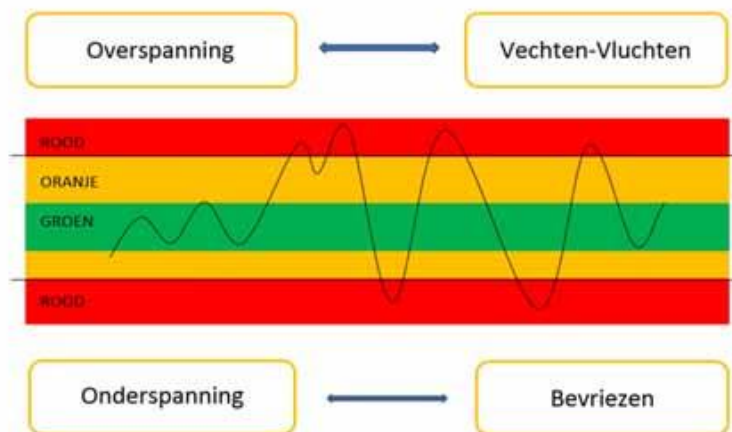 Overspanning
Vechten-Vluchten
ROOD
ORANJE
GROEN
ROOD
Onderspanning
Bevriezen